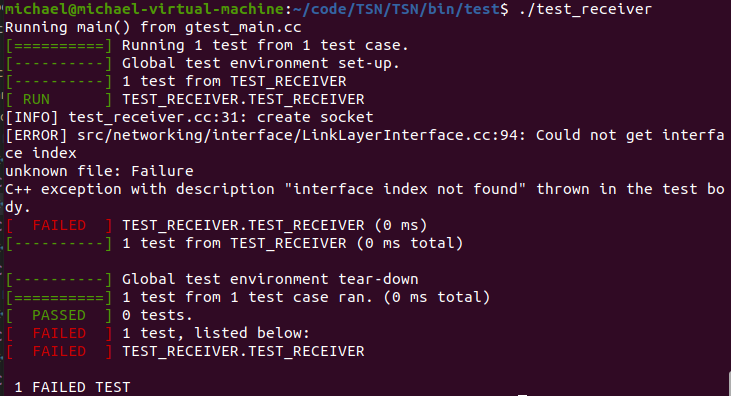 michael@michael-virtual-machine:~/code/TSN/TSN/bin/test$ ./test_receiver
Running main() from gtest_main.cc
[==========] Running 1 test from 1 test case.
[----------] Global test environment set-up.
[----------] 1 test from TEST_RECEIVER
[ RUN      ] TEST_RECEIVER.TEST_RECEIVER
[INFO] test_receiver.cc:31: create socket
[ERROR] src/networking/interface/LinkLayerInterface.cc:94: Could not get interfa
ce index
unknown file: Failure
C++ exception with description "interface index not found" thrown in the test bo
dy.
[  FAILED  ] TEST_RECEIVER.TEST_RECEIVER (0 ms)
[----------] 1 test from TEST_RECEIVER (0 ms total)

[----------] Global test environment tear-down
[==========] 1 test from 1 test case ran. (0 ms total)
[  PASSED  ] 0 tests.
[  FAILED  ] 1 test, listed below:
[  FAILED  ] TEST_RECEIVER.TEST_RECEIVER

 1 FAILED TEST